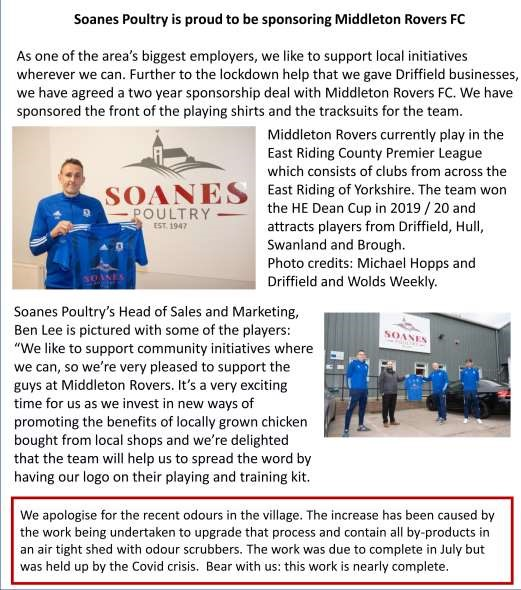 Soanes Poultry is proud to be sponsoring Middleton Rovers FC
As one of the area's biggest employers, we like to support local initiatives
wherever we can. Further to the lockdown help that we gave Driffield businesses,
we have agreed a two year sponsorship deal with Middleton Rovers FC. We have
sponsored the front of the playing shirts and the tracksuits for the team.
SOANES
POULTRY
EST. 1947
SOANES
Middleton Rovers currently play in the
East Riding County Premier League
which consists of clubs from across the
East Riding of Yorkshire. The team won
the HE Dean Cup in 2019 / 20 and
attracts players from Driffield, Hull,
Swanland and Brough.
Photo credits: Michael Hopps and
Driffield and Wolds Weekly.
Soanes Poultry's Head of Sales and Marketing,
Ben Lee is pictured with some of the players:
"We like to support community initiatives where
we can, so we're very pleased to support the
guys at Middleton Rovers. It's a very exciting
time for us as we invest in new ways of
promoting the benefits of locally grown chicken
bought from local shops and we're delighted
that the team will help us to spread the word by
having our logo on their playing and training kit.
SOANES
POULTRY
We apologise for the recent odours in the village. The increase has been caused by
the work being undertaken to upgrade that process and contain all by-products in
an air tight shed with odour scrubbers. The work was due to complete in July but
was held up by the Covid crisis.  Bear with us: this work is nearly complete.